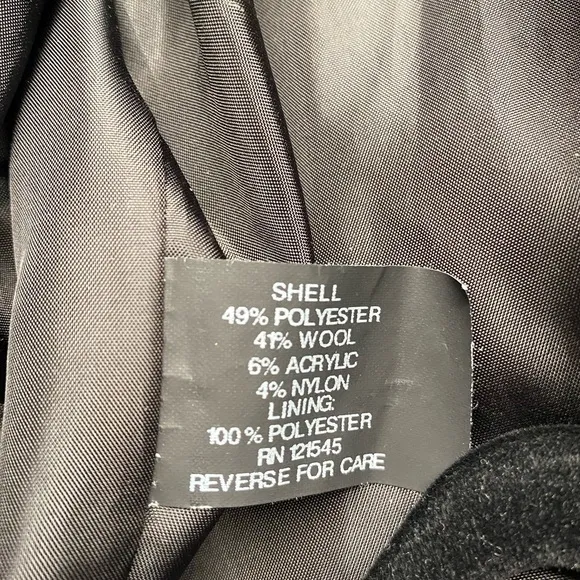 SHELL
49% POLYESTER
41% WOOL
6% ACRYLIC
4% NYLON
LINING:
100% POLYESTER
RN 121545
REVERSE FOR CARE